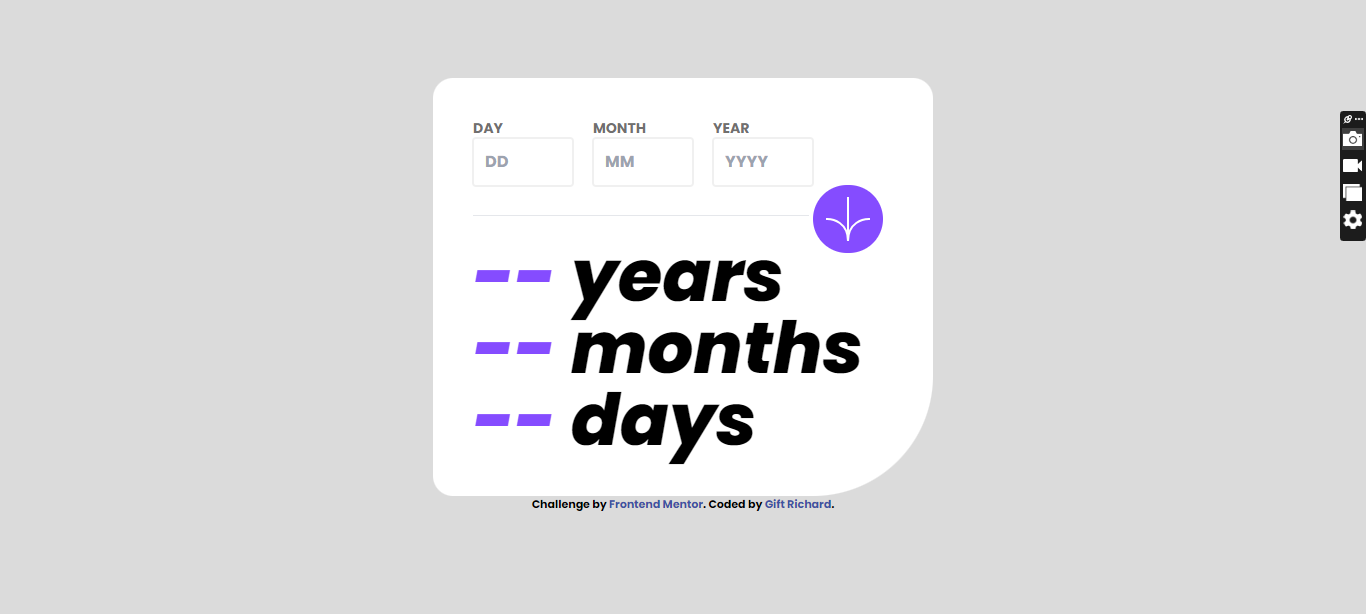 DAY MONTH YEAR
DD MM YYYY
-- years
-- months
-- days
Challenge by Frontend Mentor. Coded by Gift Richard.